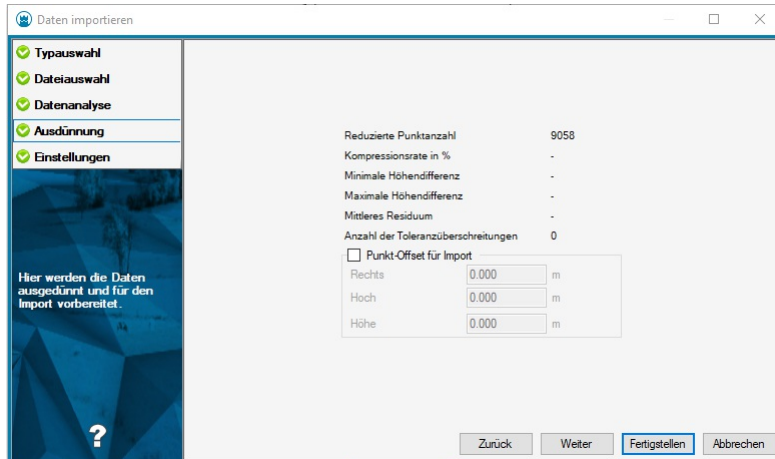 Daten importieren
Typauswahl
Dateiauswahl
Datenanalyse
Ausdünnung
Einstellungen
Hier werden die Daten
ausgedünnt und für den
Import vorbereitet.
?
Reduzierte Punktanzahl 9058
Kompressionsrate in % -
Minimale Höhendifferenz -
Maximale Höhendifferenz -
Mittleres Residuum -
Anzahl der Toleranzüberschreitungen 0
Punkt-Offset für Import
Rechts 0.000 m
Hoch 0.000 m
Höhe 0.000 m
Zurück Weiter Fertigstellen Abbrechen